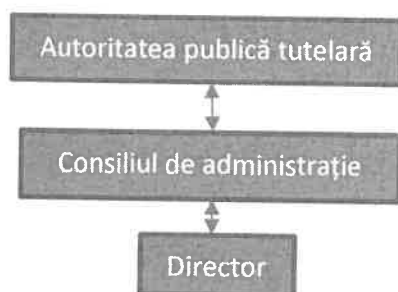 Autoritatea publică tutelară
Consiliul de administrație
Director